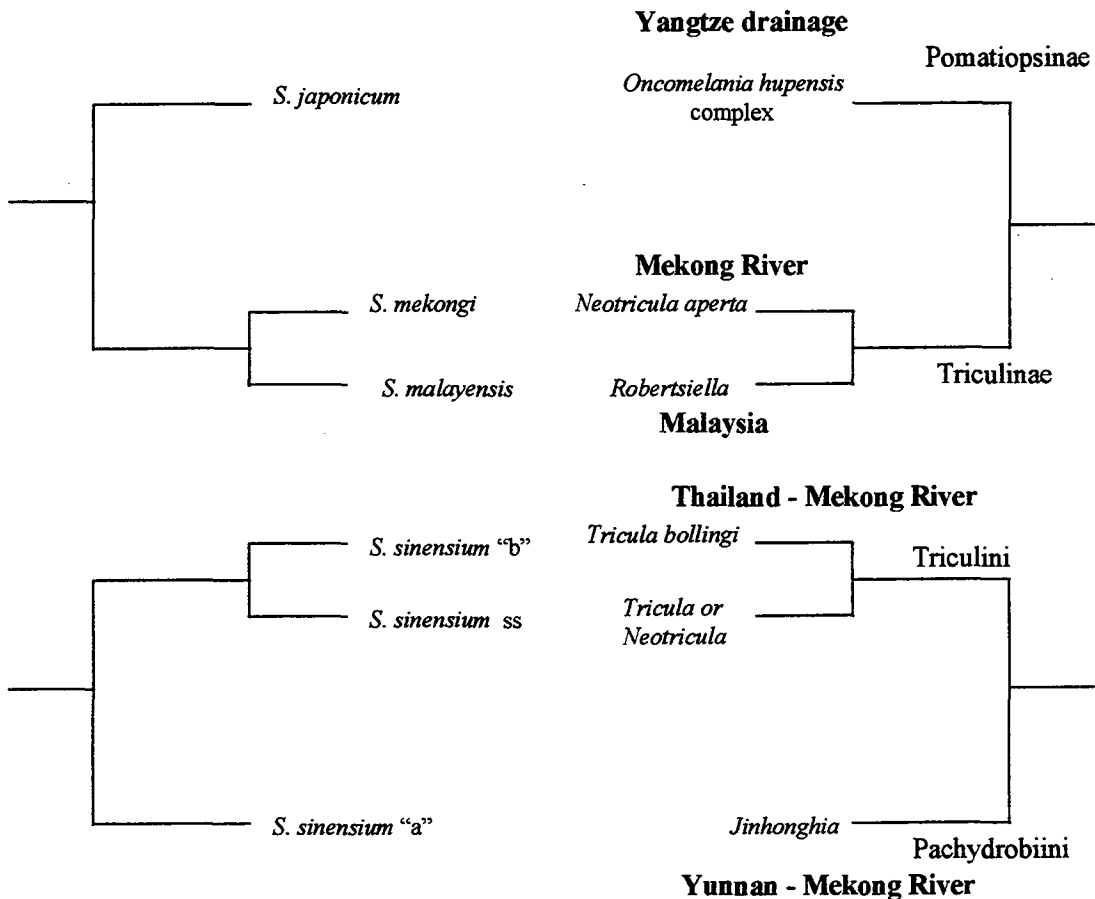 Yangtze drainage
Pomatiopsinae
S. japonicum
Oncomelania hupensis
complex
Mekong River
S. mekongi
Neotricula aperta
S. malayensis
Robertsiella
Triculinae
Malaysia
Thailand - Mekong River
S. sinensium “b”
Tricula bollingi
Triculini
S. sinensium ss
Tricula or
Neotricula
S. sinensium “a”
Jinhonghia
Pachydrobiini
Yunnan - Mekong River